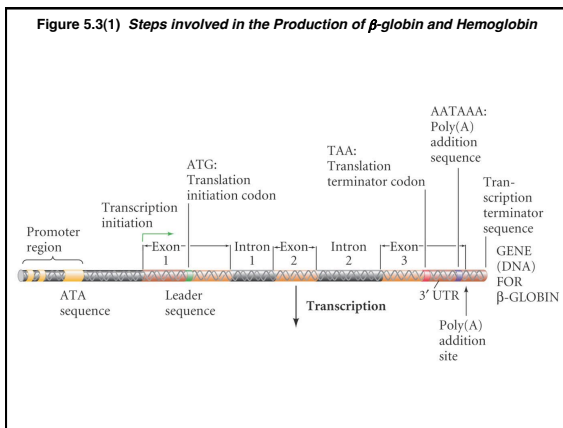 Figure 5.3(1) Steps involved in the Production of β-globin and Hemoglobin
AATAAA:
Poly(A)
addition
sequence
ATG:
Translation
initiation codon
TAA:
Translation
terminator codon
Tran-
scription
terminator
sequence
Transcription
initiation
Promoter
region
Exon
1
Intron
1
Exon
2
Intron
2
Exon
3
GENE
(DNA)
FOR
β-GLOBIN
ATA
sequence
Leader
sequence
Transcription
3′ UTR
Poly(A)
addition
site